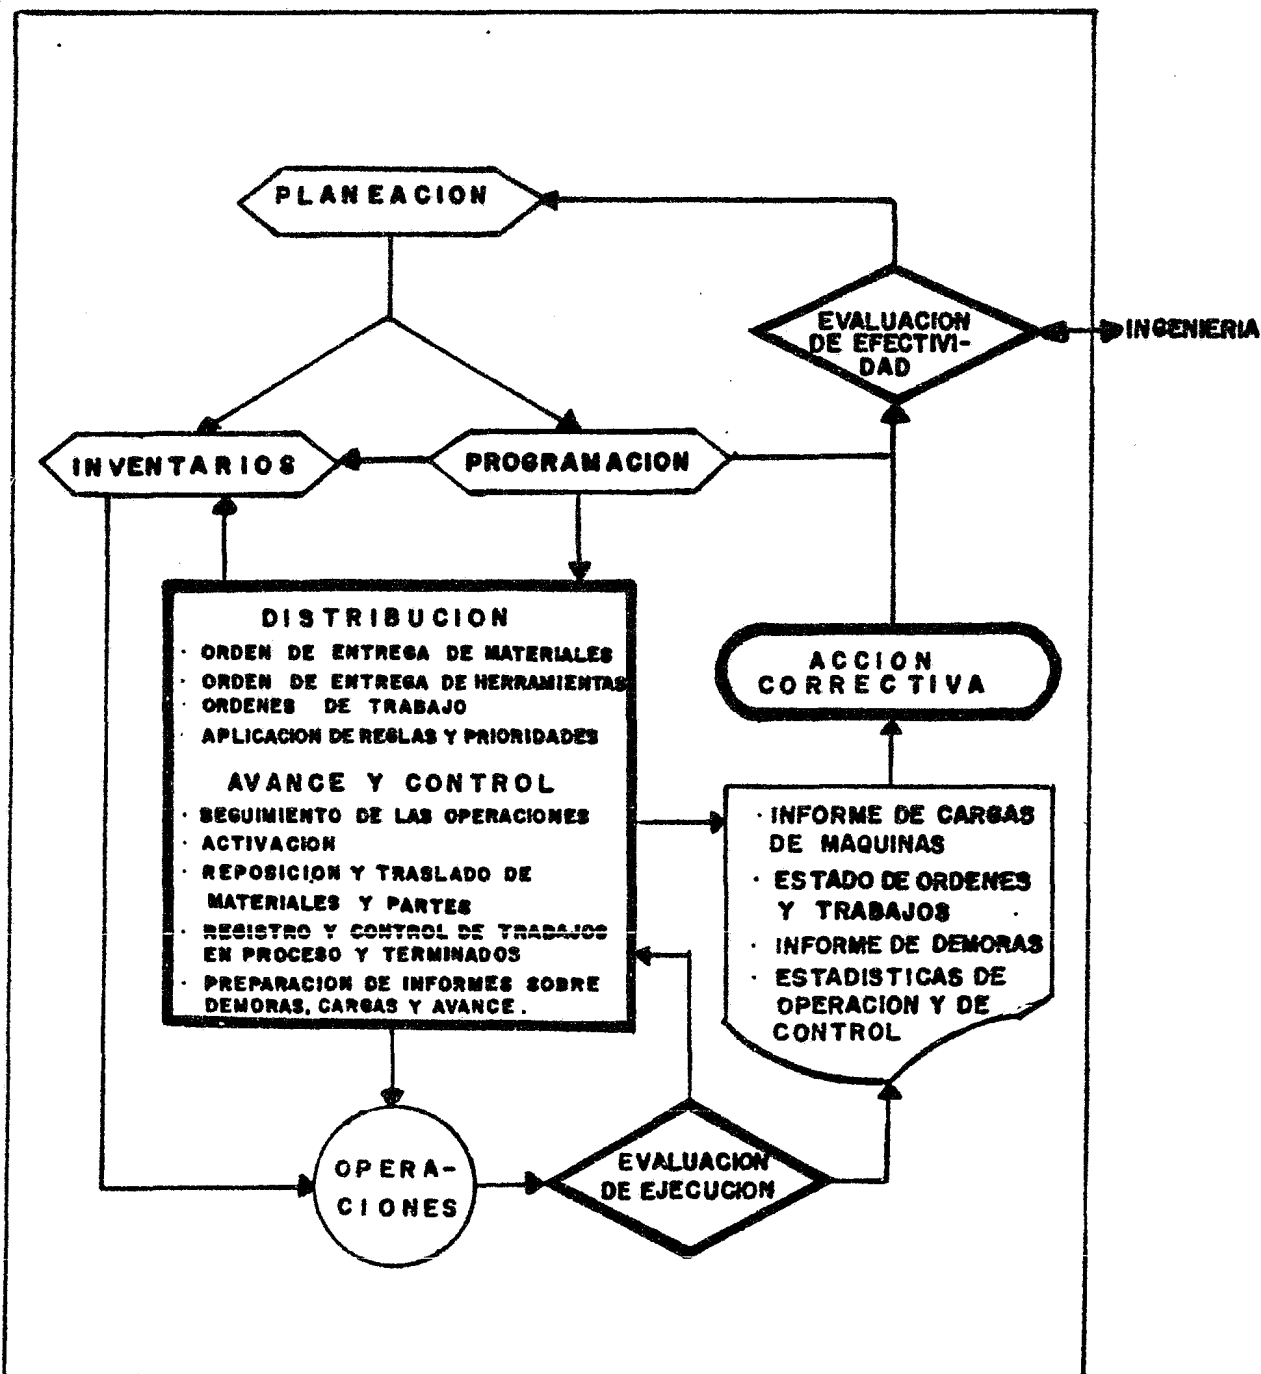 PLANEACION
EVALUACION
DE EFECTIVI-
DAD
INGENIERIA
INVENTARIOS
PROGRAMACION
DISTRIBUCION
· ORDEN DE ENTREGA DE MATERIALES
· ORDEN DE ENTREGA DE HERRAMIENTAS
· ORDENES DE TRABAJO
· APLICACION DE REGLAS Y PRIORIDADES
AVANCE Y CONTROL
· SEGUIMIENTO DE LAS OPERACIONES
· ACTIVACION
· REPOSICION Y TRASLADO DE
MATERIALES Y PARTES
· REGISTRO Y CONTROL DE TRABAJOS
EN PROCESO Y TERMINADOS
· PREPARACION DE INFORMES SOBRE
DEMORAS, CARGAS Y AVANCE.
ACCION
CORRECTIVA
· INFORME DE CARGAS
DE MAQUINAS
· ESTADO DE ORDENES
Y TRABAJOS
· INFORME DE DEMORAS
· ESTADISTICAS DE
OPERACION Y DE
CONTROL
OPERA-
CIONES
EVALUACION
DE EJECUCION